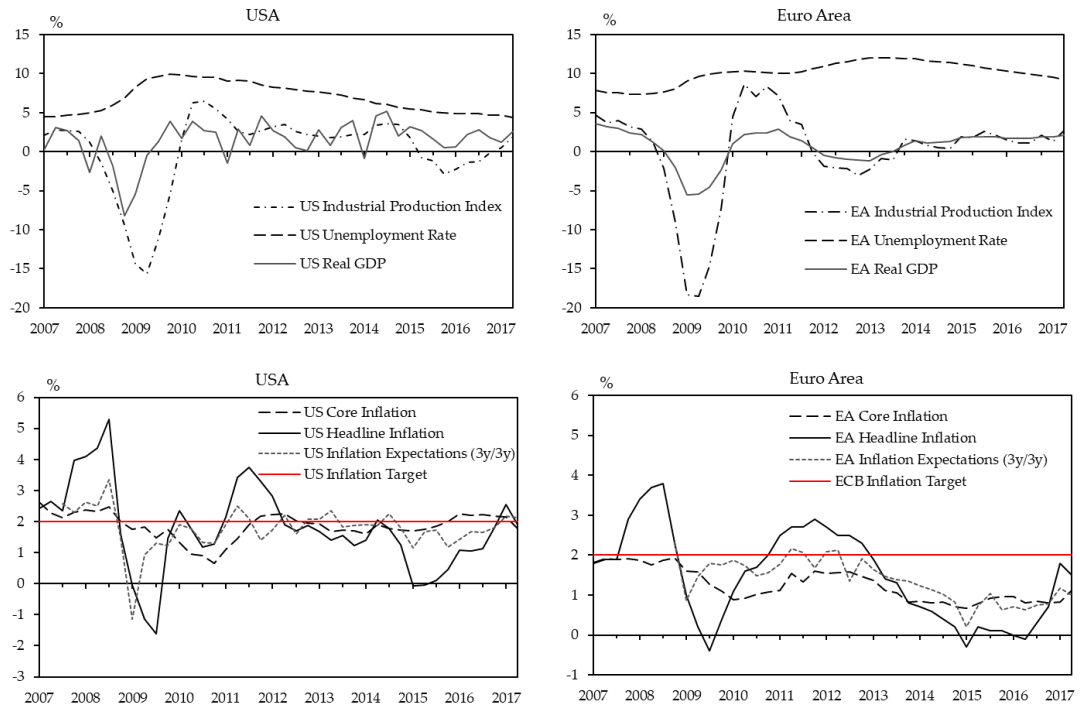 USA
%
15
10
5
0
-5
-10
-15
-20
US Industrial Production Index
US Unemployment Rate
US Real GDP
2007 2008 2009 2010 2011 2012 2013 2014 2015 2016 2017
Euro Area
%
15
10
5
0
-5
-10
-15
-20
EA Industrial Production Index
EA Unemployment Rate
EA Real GDP
2007 2008 2009 2010 2011 2012 2013 2014 2015 2016 2017
USA
%
6
5
4
3
2
1
0
-1
-2
-3
US Core Inflation
US Headline Inflation
US Inflation Expectations (3y/3y)
US Inflation Target
2007 2008 2009 2010 2011 2012 2013 2014 2015 2016 2017
Euro Area
%
6
5
4
3
2
1
0
-1
EA Core Inflation
EA Headline Inflation
EA Inflation Expectations (3y/3y)
ECB Inflation Target
2007 2008 2009 2010 2011 2012 2013 2014 2015 2016 2017